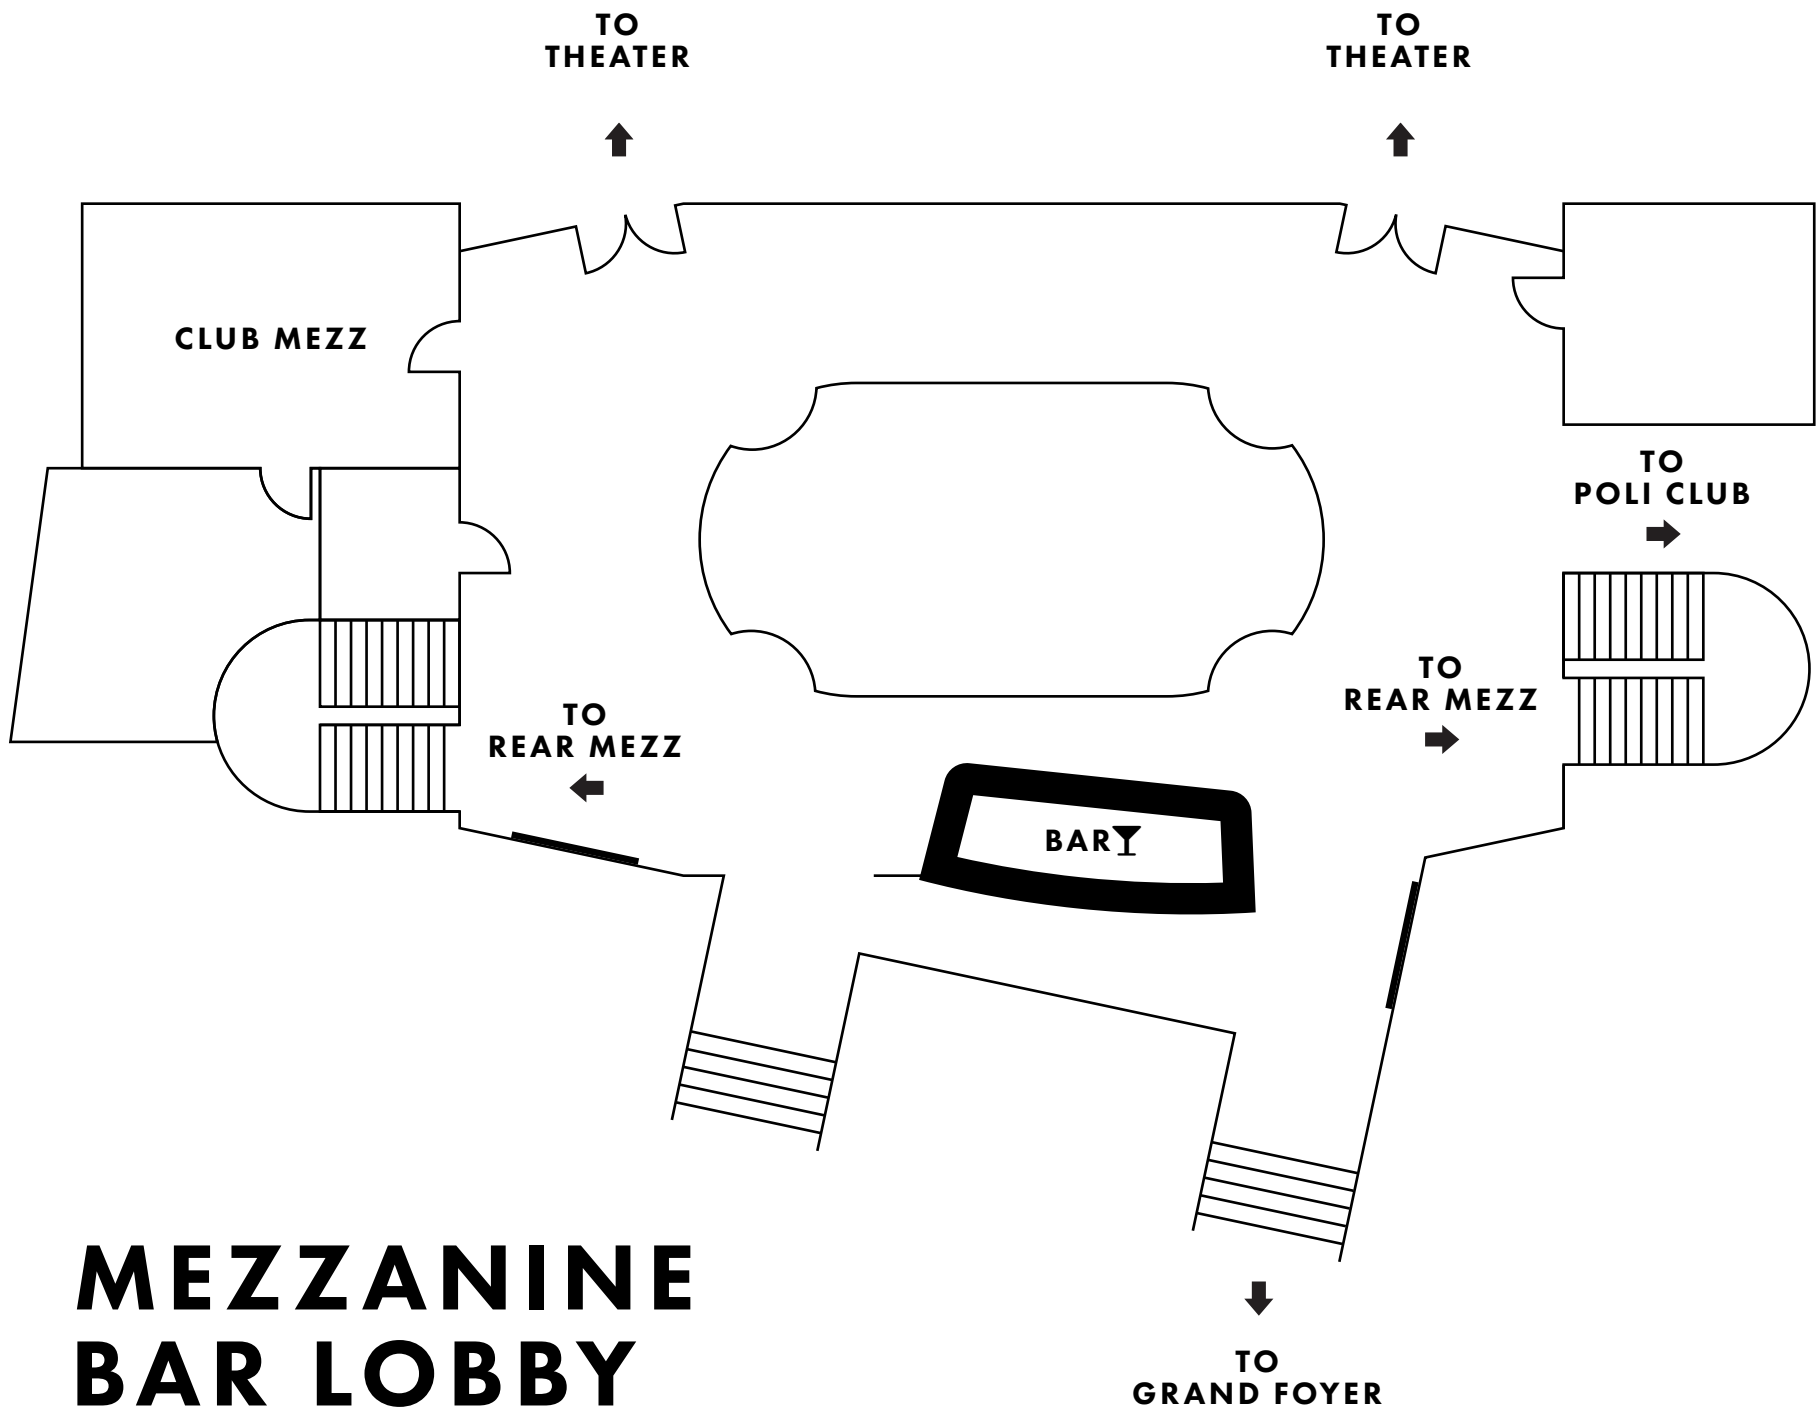 TO
THEATER
TO
THEATER
CLUB MEZZ
TO
POLI CLUB
TO
REAR MEZZ
TO
REAR MEZZ
BAR
MEZZANINE
BAR LOBBY
TO
GRAND FOYER